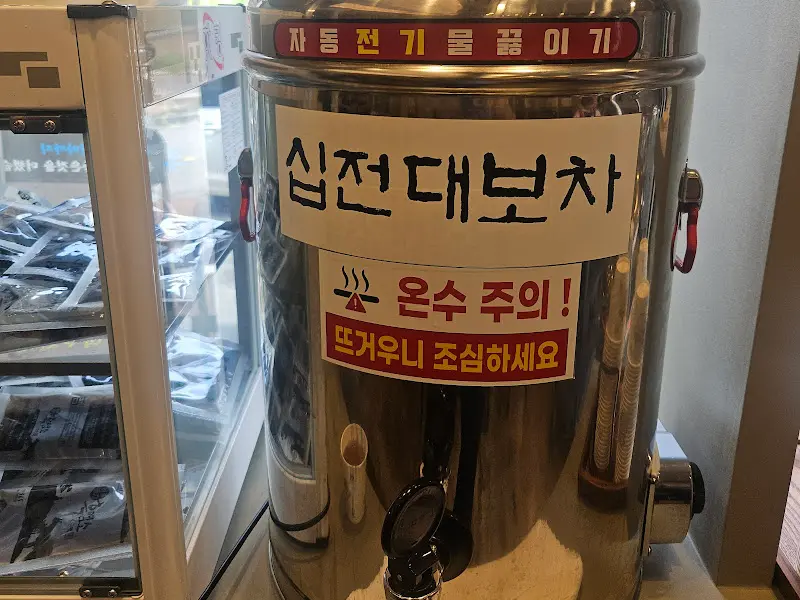 자동전기물끓이기
십전대보차
온수 주의!
뜨거우니 조심하세요